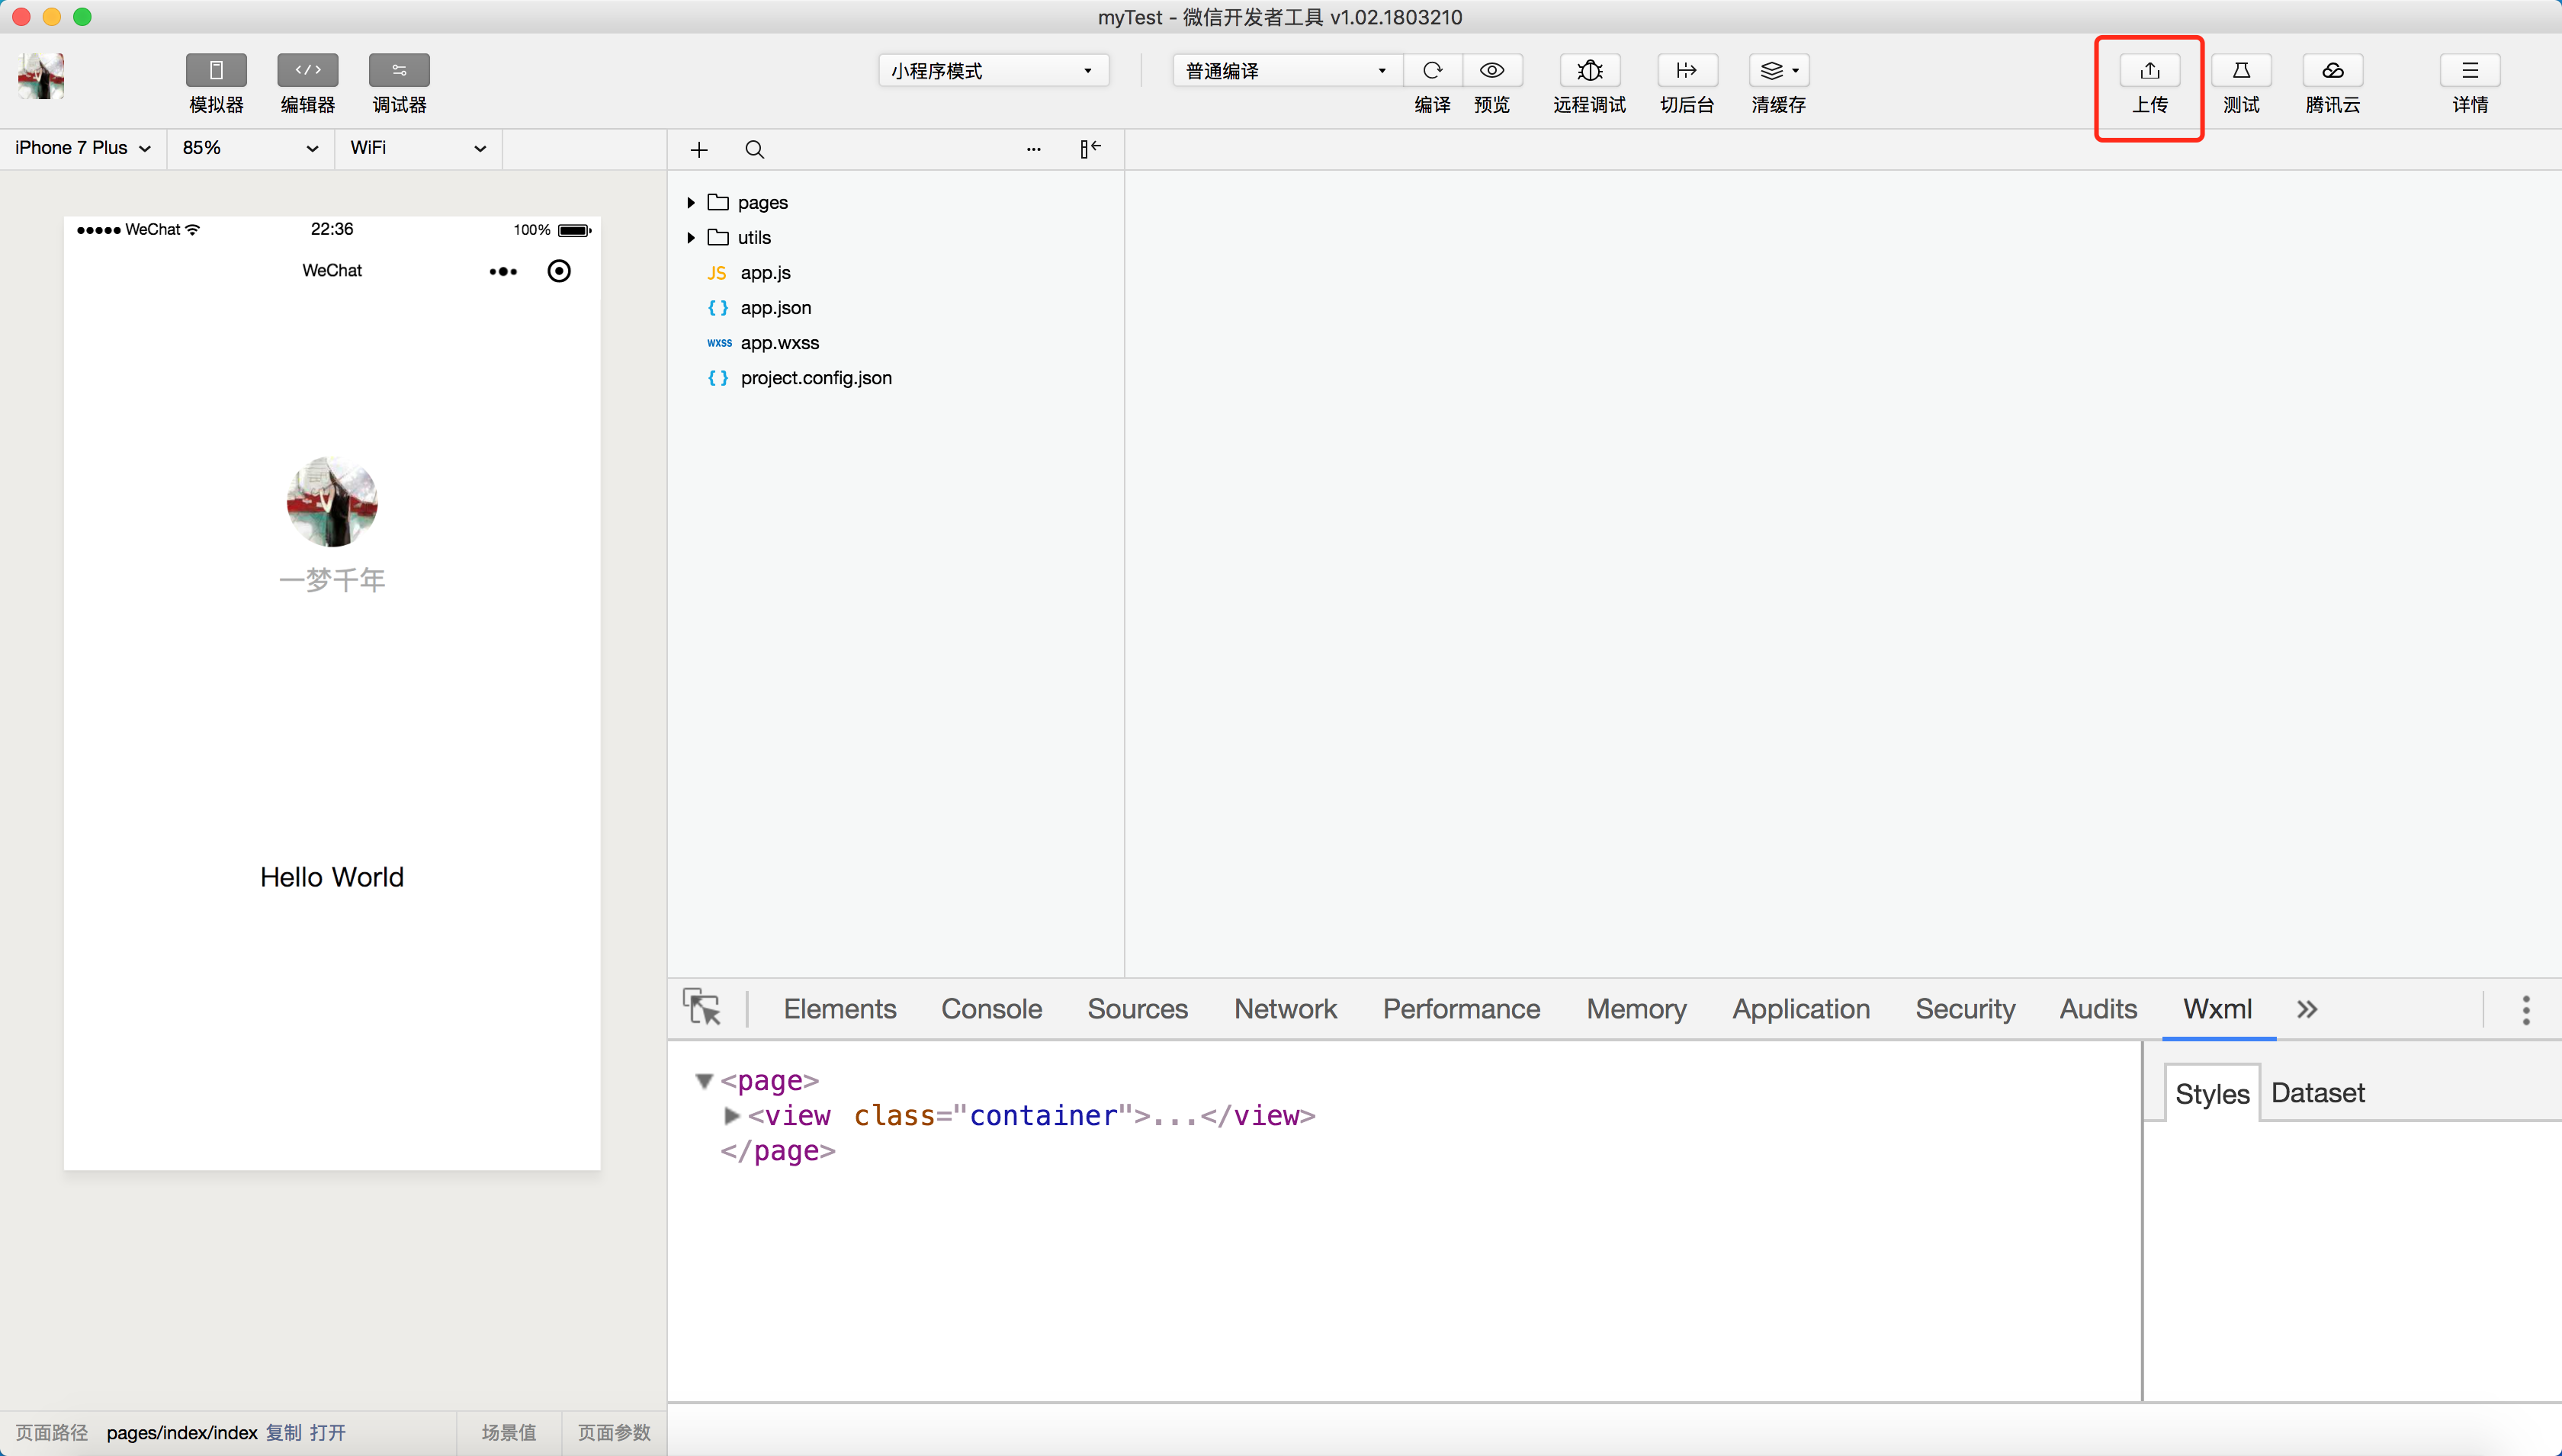 myTest - 微信开发者工具 v1.02.1803210
模拟器 编辑器 调试器 小程序模式 普通编译 编译 预览 远程调试 切后台 清缓存 上传 测试 腾讯云 详情
iPhone 7 Plus 85% WiFi
WeChat 22:36 100%
WeChat
一梦千年
Hello World
pages
utils
JS app.js
{ } app.json
wxss app.wxss
{ } project.config.json
Elements Console Sources Network Performance Memory Application Security Audits Wxml
<page>
<view class="container">...</view>
</page>
Styles Dataset
页面路径 pages/index/index 复制 打开 场景值 页面参数